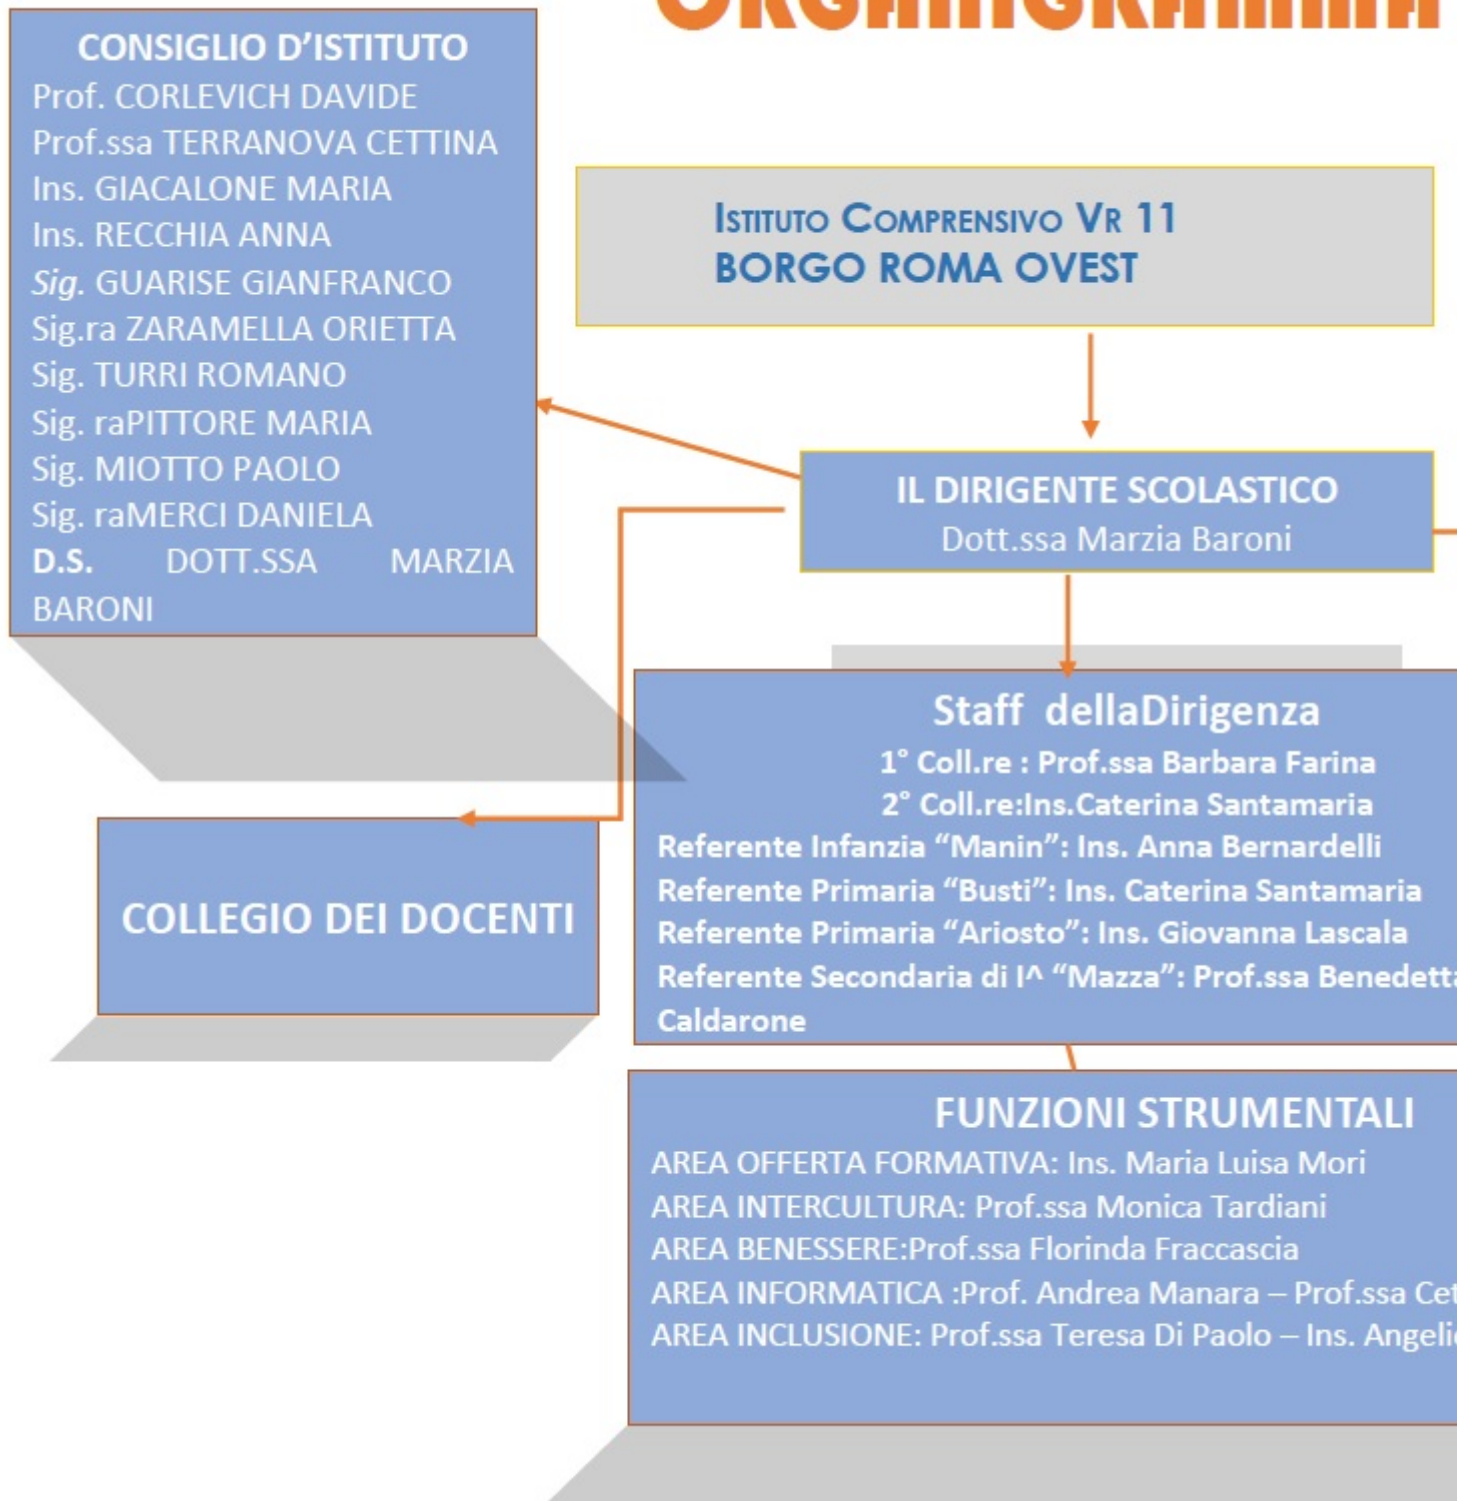 ORGANIGRAMMA
CONSIGLIO D’ISTITUTO
Prof. CORLEVICH DAVIDE
Prof.ssa TERRANOVA CETTINA
Ins. GIACALONE MARIA
Ins. RECCHIA ANNA
Sig. GUARISE GIANFRANCO
Sig.ra ZARAMELLA ORIETTA
Sig. TURRI ROMANO
Sig. raPITTORE MARIA
Sig. MIOTTO PAOLO
Sig. raMERCI DANIELA
D.S. DOTT.SSA MARZIA
BARONI
ISTITUTO COMPRENSIVO VR 11
BORGO ROMA OVEST
IL DIRIGENTE SCOLASTICO
Dott.ssa Marzia Baroni
Staff dellaDirigenza
1° Coll.re : Prof.ssa Barbara Farina
2° Coll.re:Ins.Caterina Santamaria
Referente Infanzia “Manin”: Ins. Anna Bernardelli
Referente Primaria “Busti”: Ins. Caterina Santamaria
Referente Primaria “Ariosto”: Ins. Giovanna Lascala
Referente Secondaria di I^ “Mazza”: Prof.ssa Benedetta
Caldarone
COLLEGIO DEI DOCENTI
FUNZIONI STRUMENTALI
AREA OFFERTA FORMATIVA: Ins. Maria Luisa Mori
AREA INTERCULTURA: Prof.ssa Monica Tardiani
AREA BENESSERE:Prof.ssa Florinda Fraccascia
AREA INFORMATICA :Prof. Andrea Manara – Prof.ssa
AREA INCLUSIONE: Prof.ssa Teresa Di Paolo – Ins.